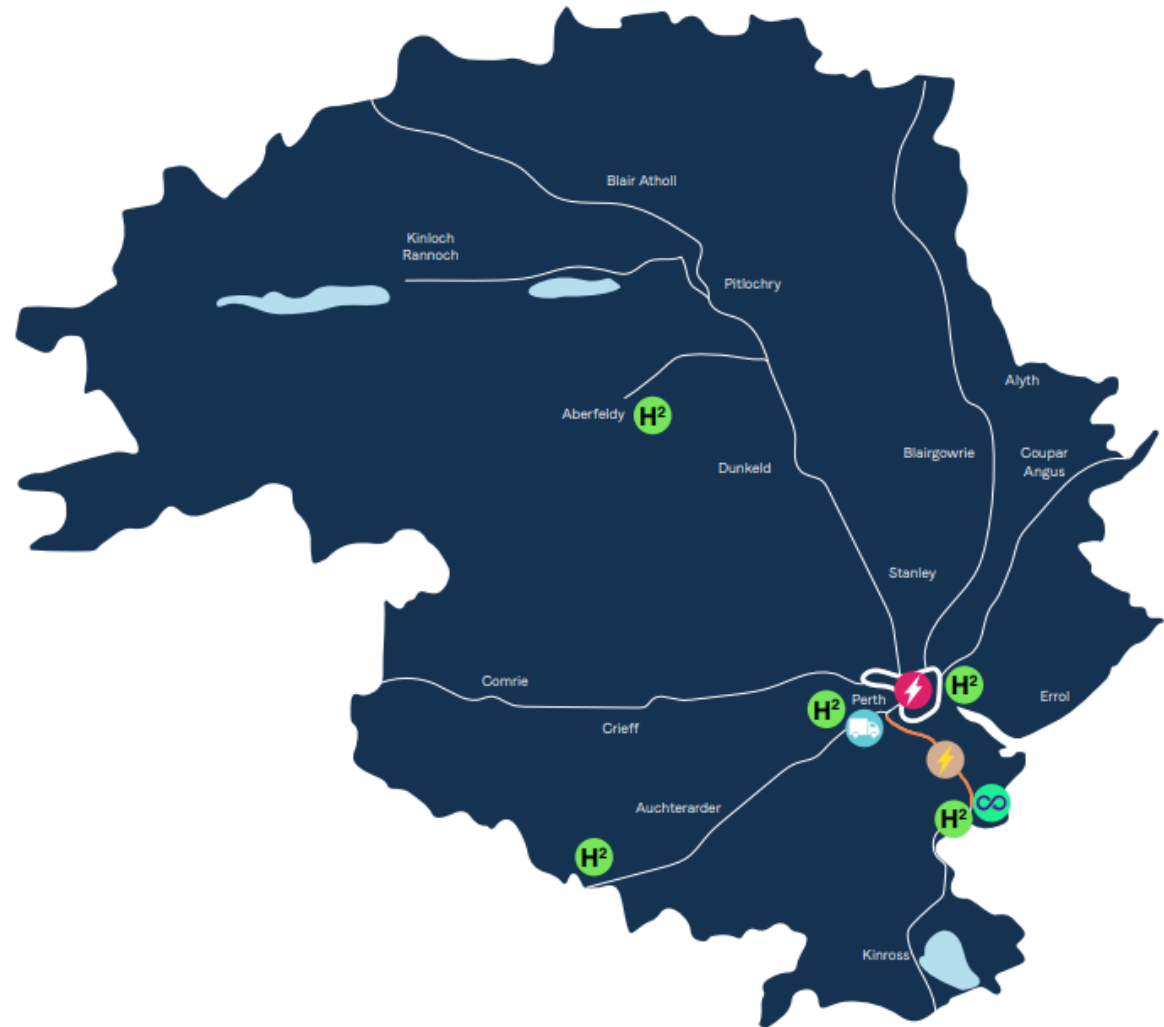 Blair Atholl
Kinloch
Rannoch
Pitlochry
Alyth
Aberfeldy
H²
Blairgowrie
Coupar
Angus
Dunkeld
Stanley
Comrie
H²
Perth
H²
Errol
Crieff
Auchterarder
H²
H²
Kinross